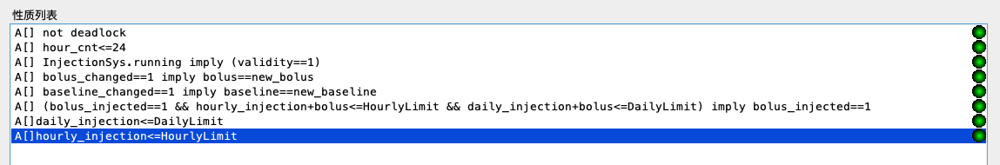 性质列表
A[] not deadlock
A[] hour_cnt<=24
A[] InjectionSys.running imply (validity==1)
A[] bolus_changed==1 imply bolus==new_bolus
A[] baseline_changed==1 imply baseline==new_baseline
A[] (bolus_injected==1 && hourly_injection+bolus<=HourlyLimit && daily_injection+bolus<=DailyLimit) imply bolus_injected==1
A[]daily_injection<=DailyLimit
A[]hourly_injection<=HourlyLimit